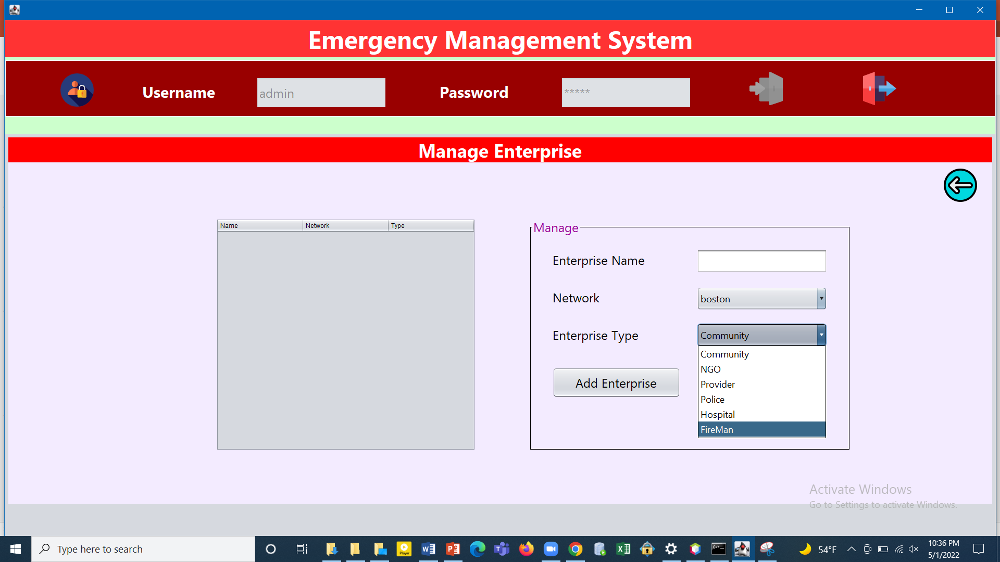 Emergency Management System
Username
admin
Password
*****
Manage Enterprise
Name Network Type
Manage
Enterprise Name
Network
boston
Enterprise Type
Community
Community
NGO
Provider
Police
Hospital
FireMan
Add Enterprise
Activate Windows
Go to Settings to activate Windows.
Type here to search
Player
54°F
10:36 PM
5/1/2022